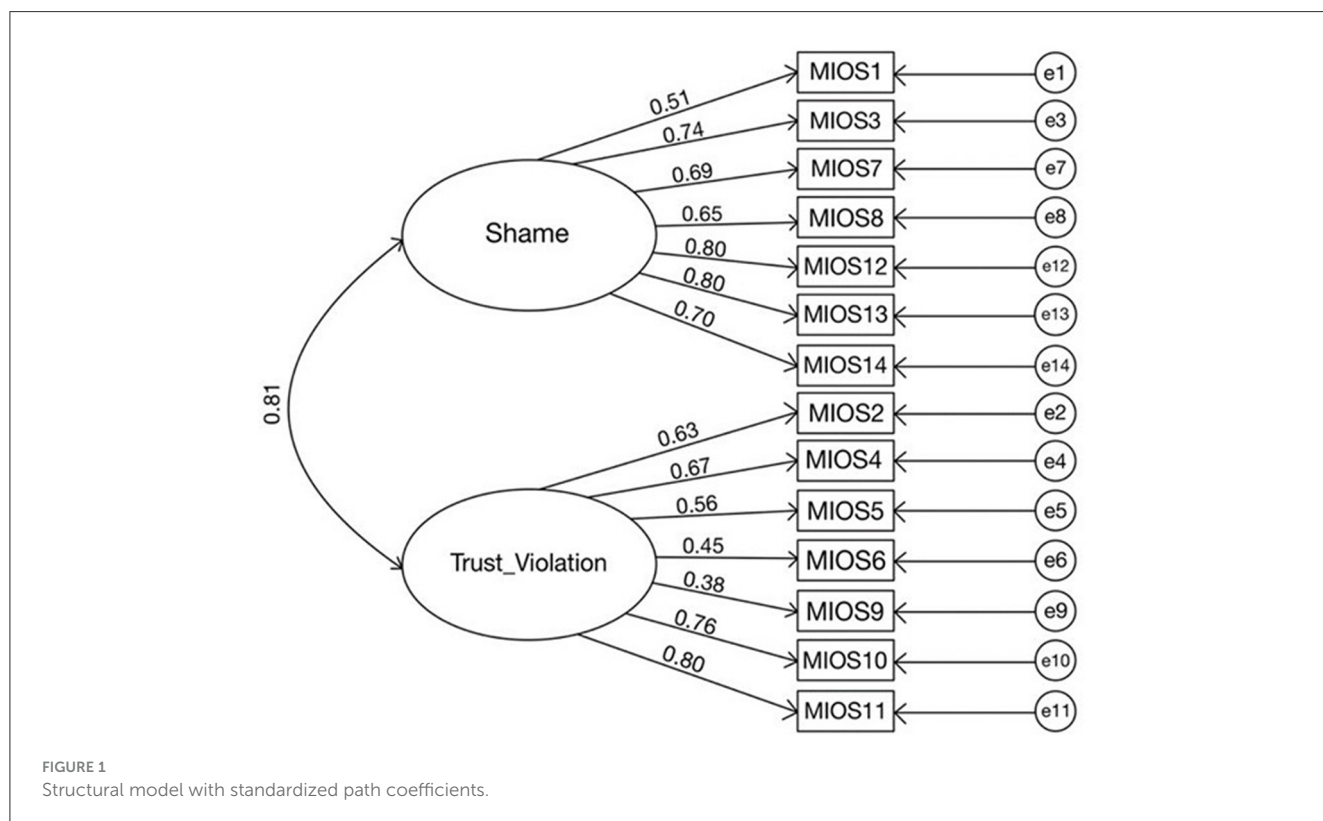 0.51
MIOS1
e1
0.74
MIOS3
e3
0.69
MIOS7
e7
Shame
0.65
MIOS8
e8
0.80
MIOS12
e12
0.80
MIOS13
e13
0.70
MIOS14
e14
0.81
0.63
MIOS2
e2
0.67
MIOS4
e4
0.56
MIOS5
e5
Trust_Violation
0.45
MIOS6
e6
0.38
MIOS9
e9
0.76
MIOS10
e10
0.80
MIOS11
e11
FIGURE 1
Structural model with standardized path coefficients.